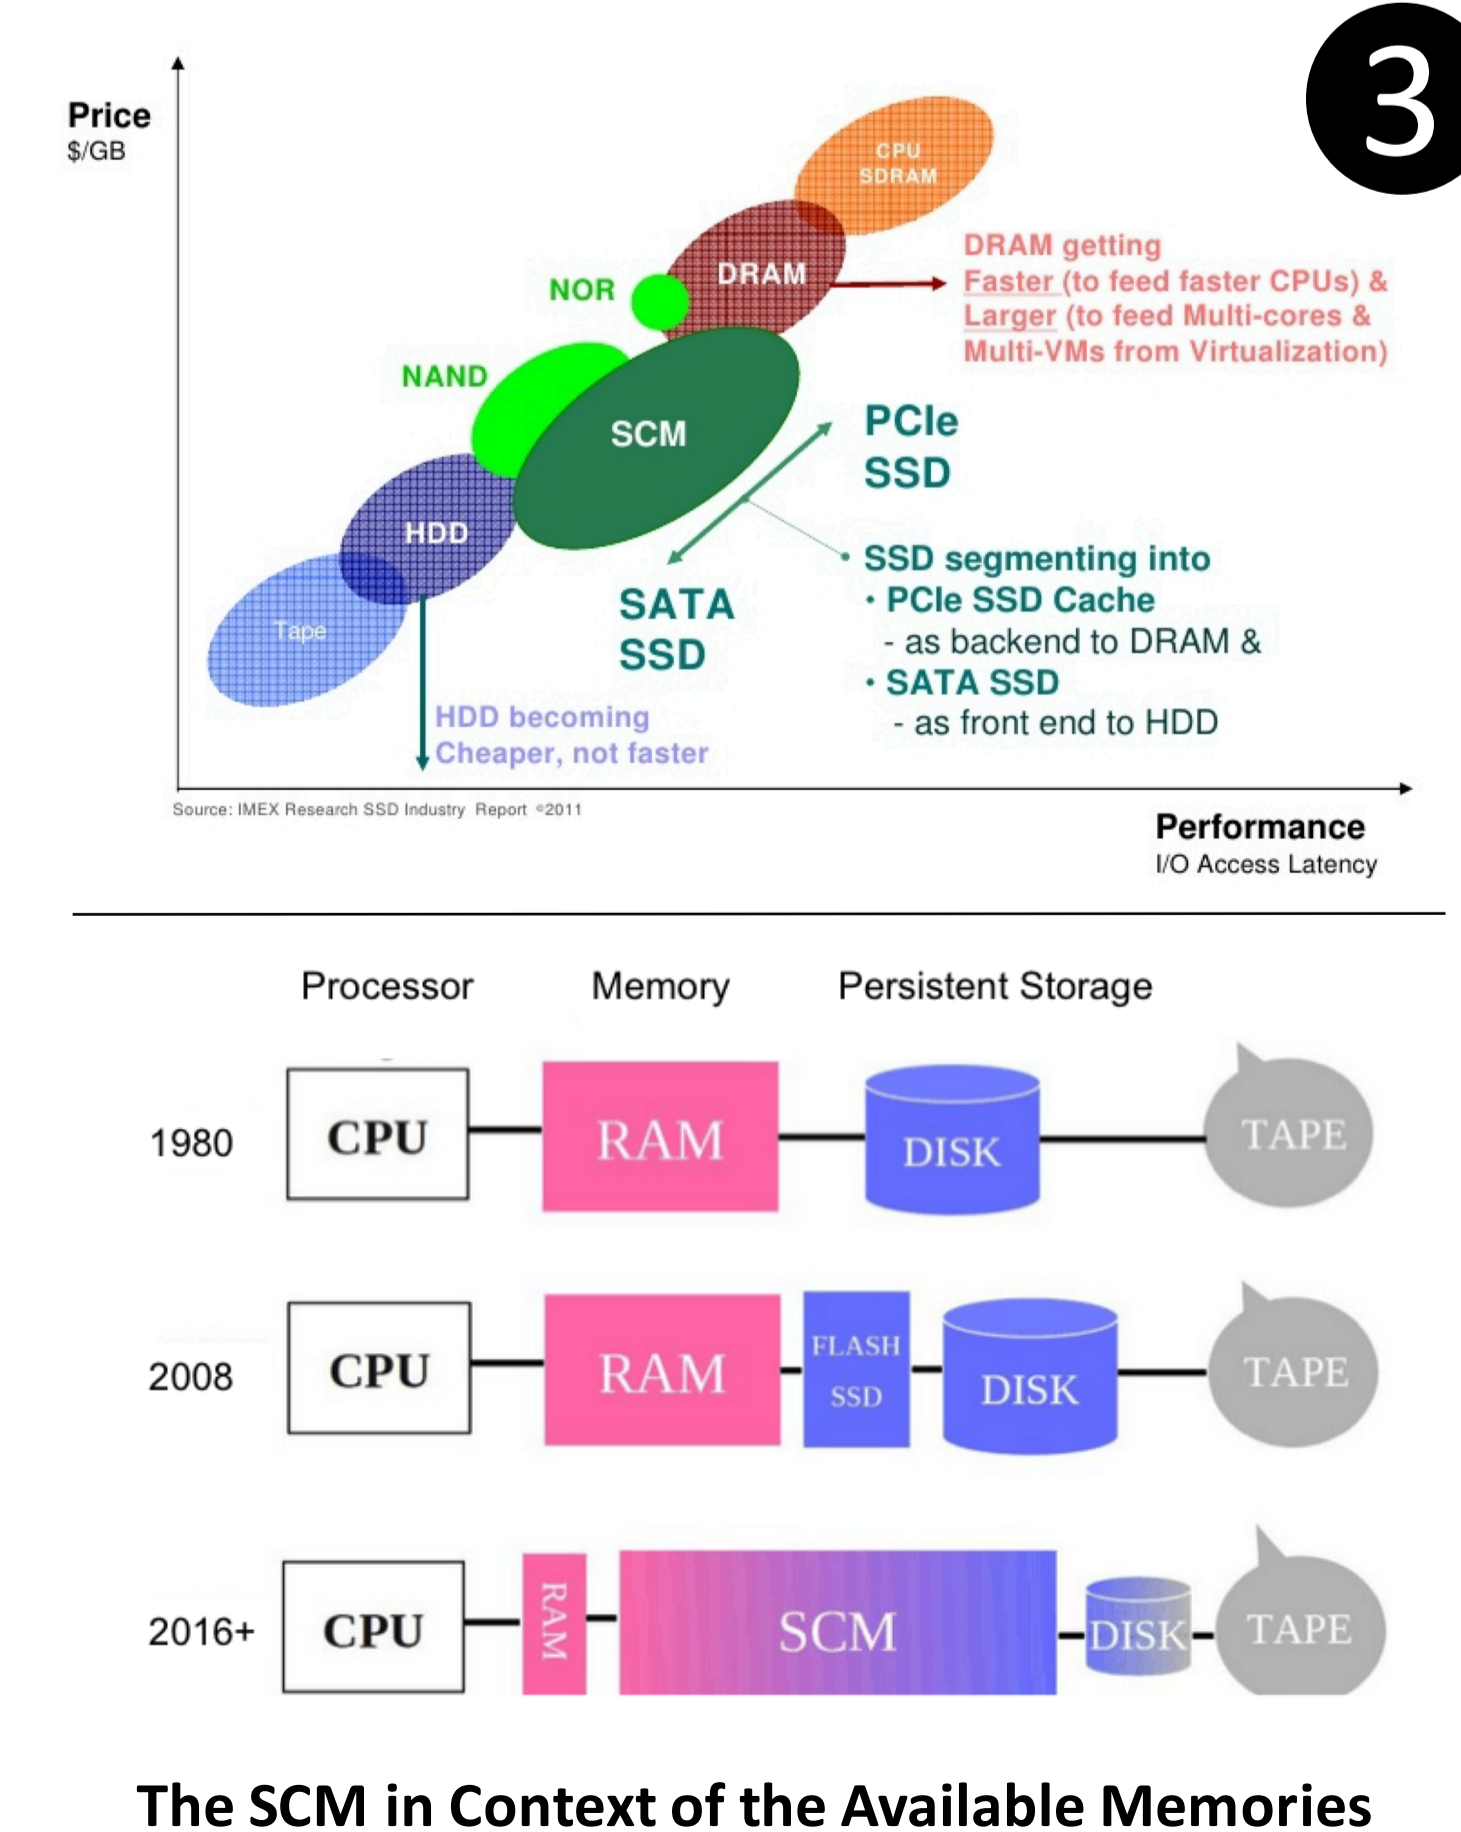 3
Price
$/GB
CPU
SDRAM
DRAM
NOR
DRAM getting
Faster (to feed faster CPUs) &
Larger (to feed Multi-cores &
Multi-VMs from Virtualization)
NAND
SCM
PCIe
SSD
HDD
SSD segmenting into
• PCIe SSD Cache
- as backend to DRAM &
• SATA SSD
- as front end to HDD
SATA
SSD
Tape
HDD becoming
Cheaper, not faster
Source: IMEX Research SSD Industry Report ©2011
Performance
I/O Access Latency
Processor Memory Persistent Storage
1980 CPU RAM DISK TAPE
2008 CPU RAM FLASH SSD DISK TAPE
2016+ CPU RAM SCM DISK TAPE
The SCM in Context of the Available Memories